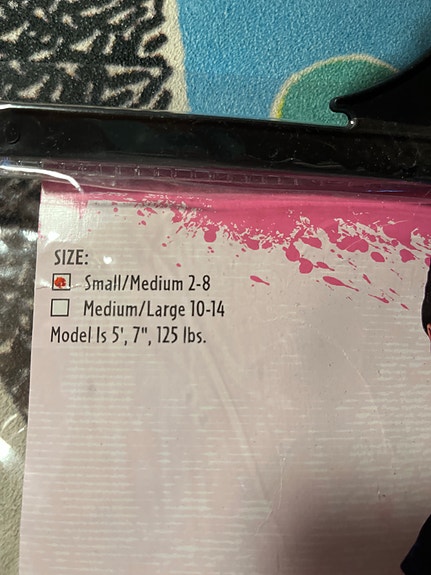 SIZE:
Small/Medium 2-8
Medium/Large 10-14
Model Is 5', 7", 125 lbs.